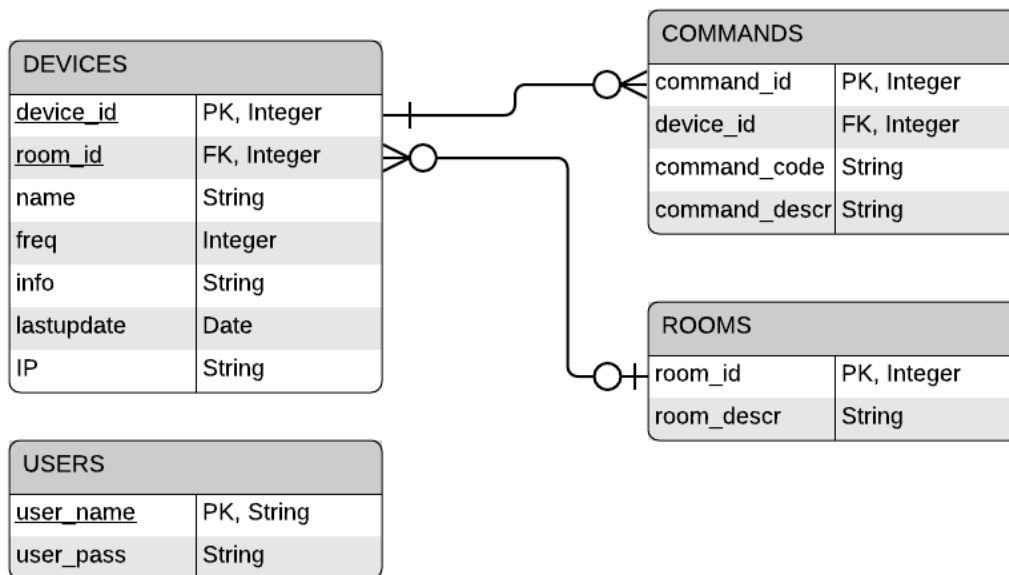 DEVICES
device_id PK, Integer
room_id FK, Integer
name String
freq Integer
info String
lastupdate Date
IP String
COMMANDS
command_id PK, Integer
device_id FK, Integer
command_code String
command_descr String
ROOMS
room_id PK, Integer
room_descr String
USERS
user_name PK, String
user_pass String